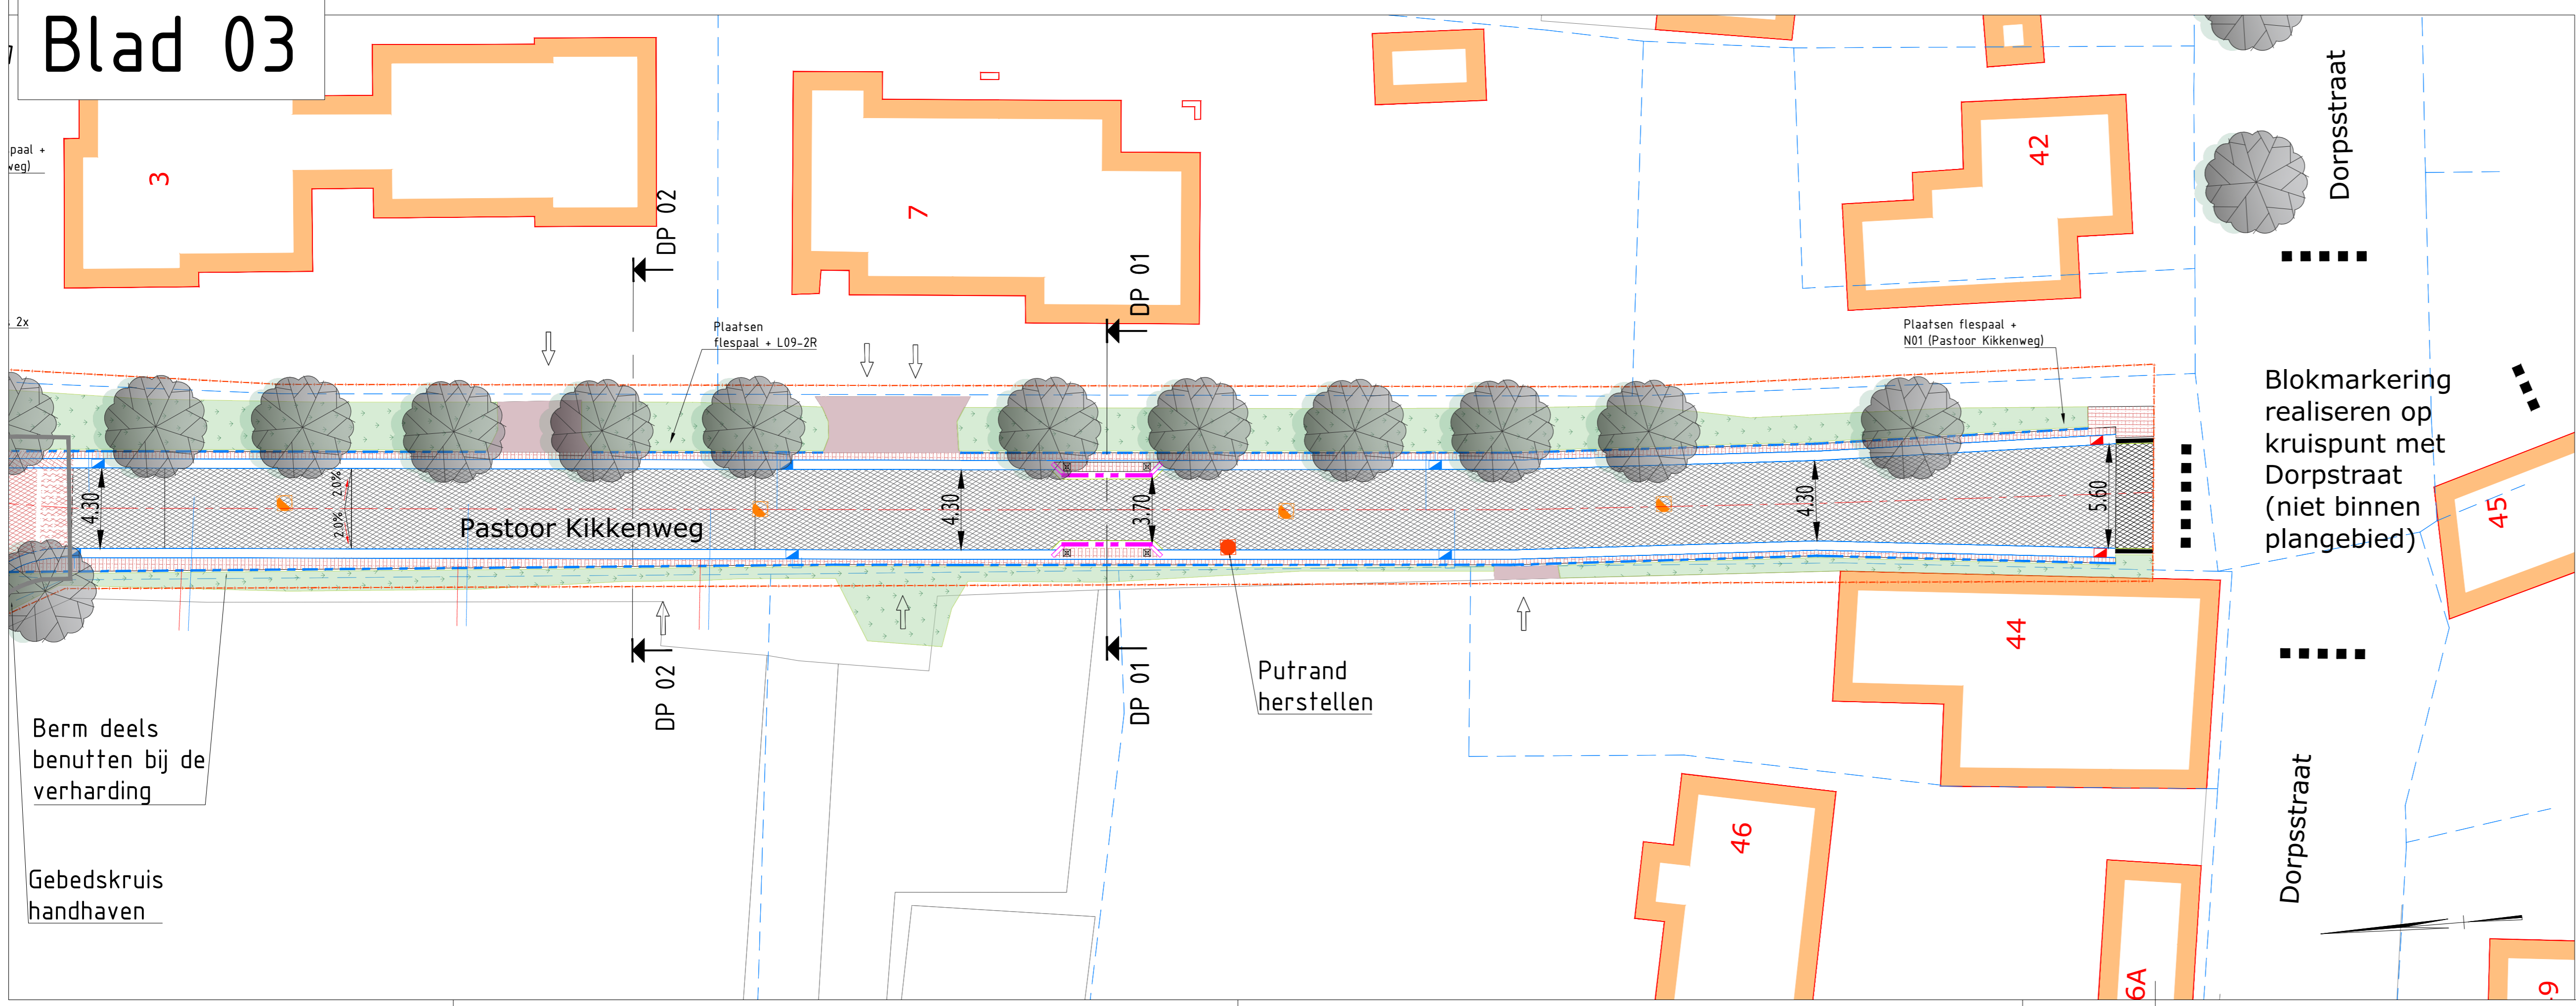 Blad 03
paal +
weg)
2x
3
7
42
Dorpsstraat
DP 02
DP 01
Plaatsen
flespaal + L09-2R
Plaatsen flespaal +
N01 (Pastoor Kikkenweg)
Blokmarkering
realiseren op
kruispunt met
Dorpstraat
(niet binnen
plangebied)
4.30
2.0%
2.0%
Pastoor Kikkenweg
4.30
3.70
4.30
5.60
45
44
DP 02
DP 01
Putrand
herstellen
Berm deels
benutten bij de
verharding
Gebedskruis
handhaven
46
Dorpsstraat
6A
9